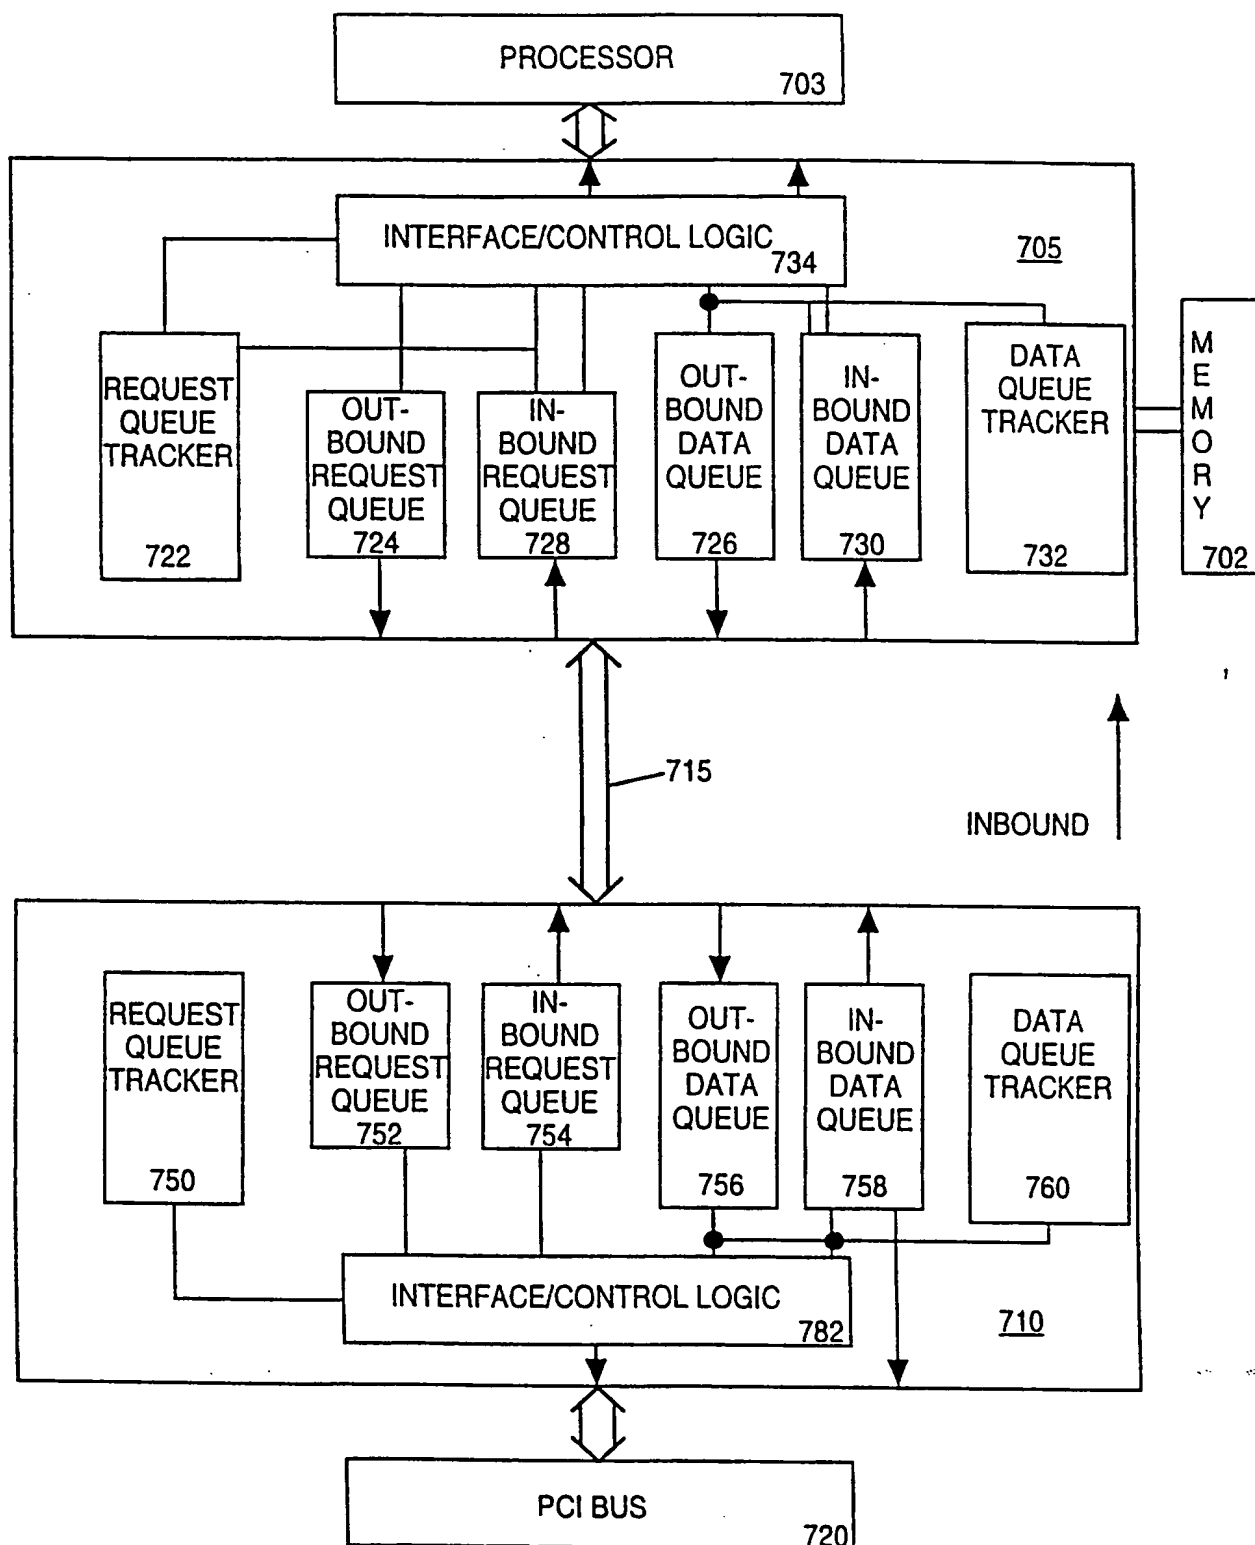 PROCESSOR
703
INTERFACE/CONTROL LOGIC
734
705
REQUEST
QUEUE
TRACKER
722
OUT-
BOUND
REQUEST
QUEUE
724
IN-
BOUND
REQUEST
QUEUE
728
OUT-
BOUND
DATA
QUEUE
726
IN-
BOUND
DATA
QUEUE
730
DATA
QUEUE
TRACKER
732
M
E
M
O
R
Y
702
715
INBOUND
REQUEST
QUEUE
TRACKER
750
OUT-
BOUND
REQUEST
QUEUE
752
IN-
BOUND
REQUEST
QUEUE
754
OUT-
BOUND
DATA
QUEUE
756
IN-
BOUND
DATA
QUEUE
758
DATA
QUEUE
TRACKER
760
INTERFACE/CONTROL LOGIC
782
710
PCI BUS
720